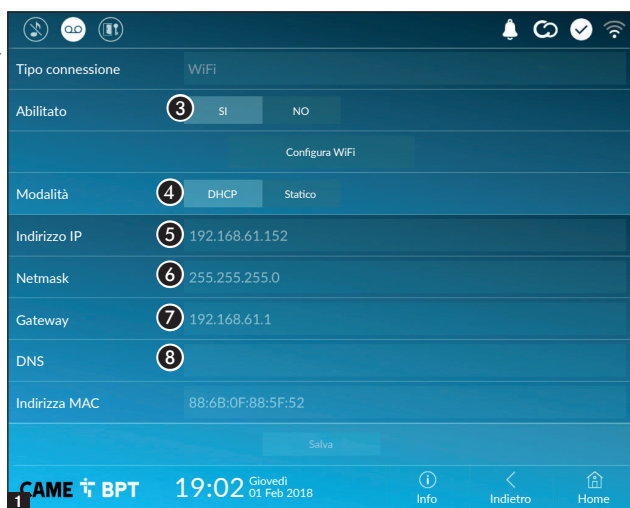 Tipo connessione WiFi
Abilitato 3 SI NO
Configura WiFi
Modalità 4 DHCP Statico
Indirizzo IP 5 192.168.61.152
Netmask 6 255.255.255.0
Gateway 7 192.168.61.1
DNS 8
Indirizza MAC 88:6B:0F:88:5F:52
Salva
1 CAME BPT 19:02 Giovedì 01 Feb 2018 Info Indietro Home